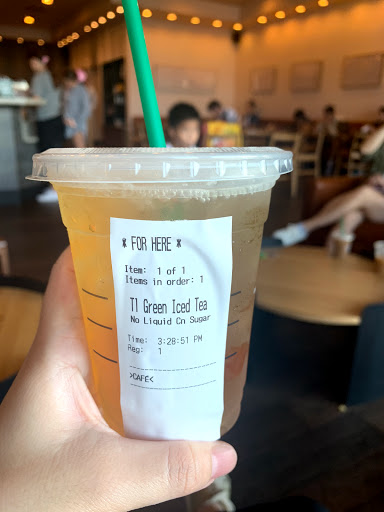 * FOR HERE *
Item: 1 of 1
Items in order: 1
T1 Green Iced Tea
No Liquid Cn Sugar
Time: 3:28:51 PM
Reg: 1
>CAFE<